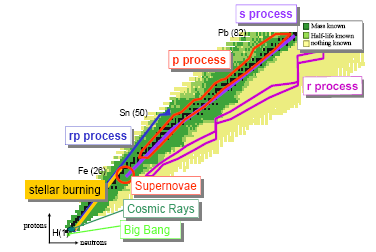 s process
Pb (82)
Mass known
Half-life known
nothing known
p process
r process
Sn (50)
rp process
Fe (26)
Supernovae
stellar burning
Cosmic Rays
protons
H(1)
Big Bang
neutrons